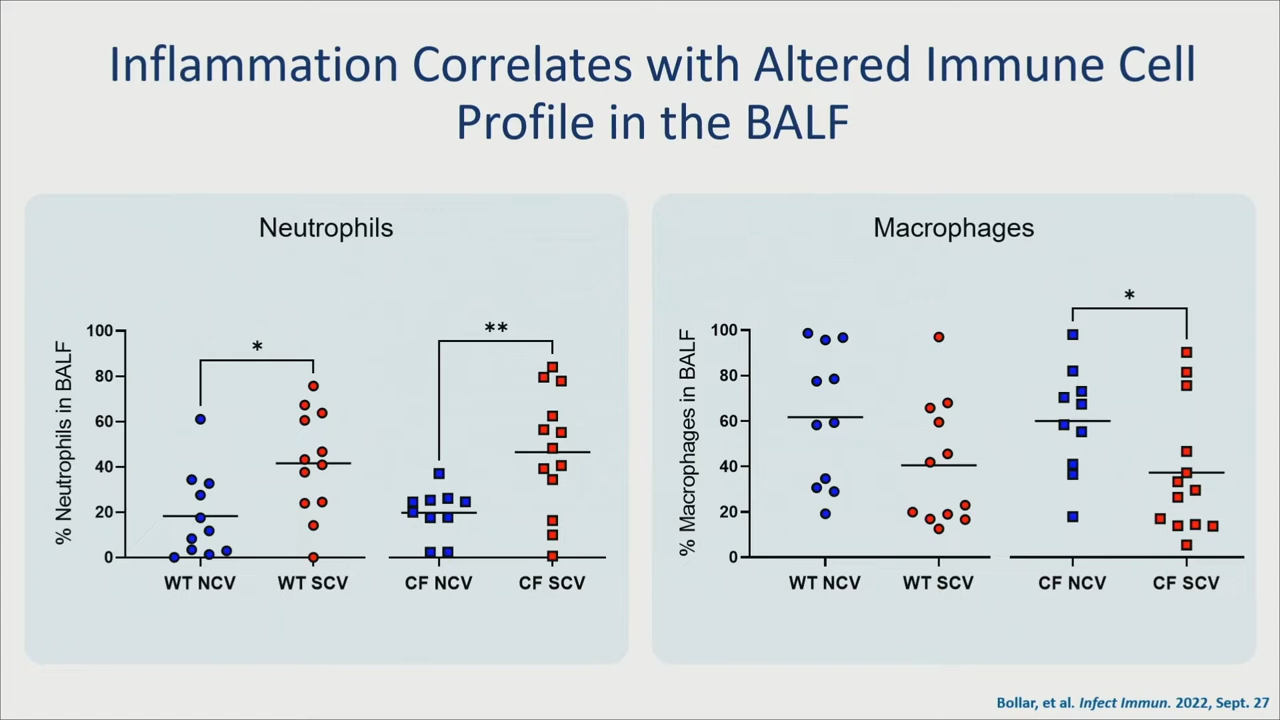 Inflammation Correlates with Altered Immune Cell
Profile in the BALF
Neutrophils
% Neutrophils in BALF
100
80
60
40
20
0
*
**
WT NCV
WT SCV
CF NCV
CF SCV
Macrophages
% Macrophages in BALF
100
80
60
40
20
0
*
WT NCV
WT SCV
CF NCV
CF SCV
Bollar, et al. Infect Immun. 2022, Sept. 27